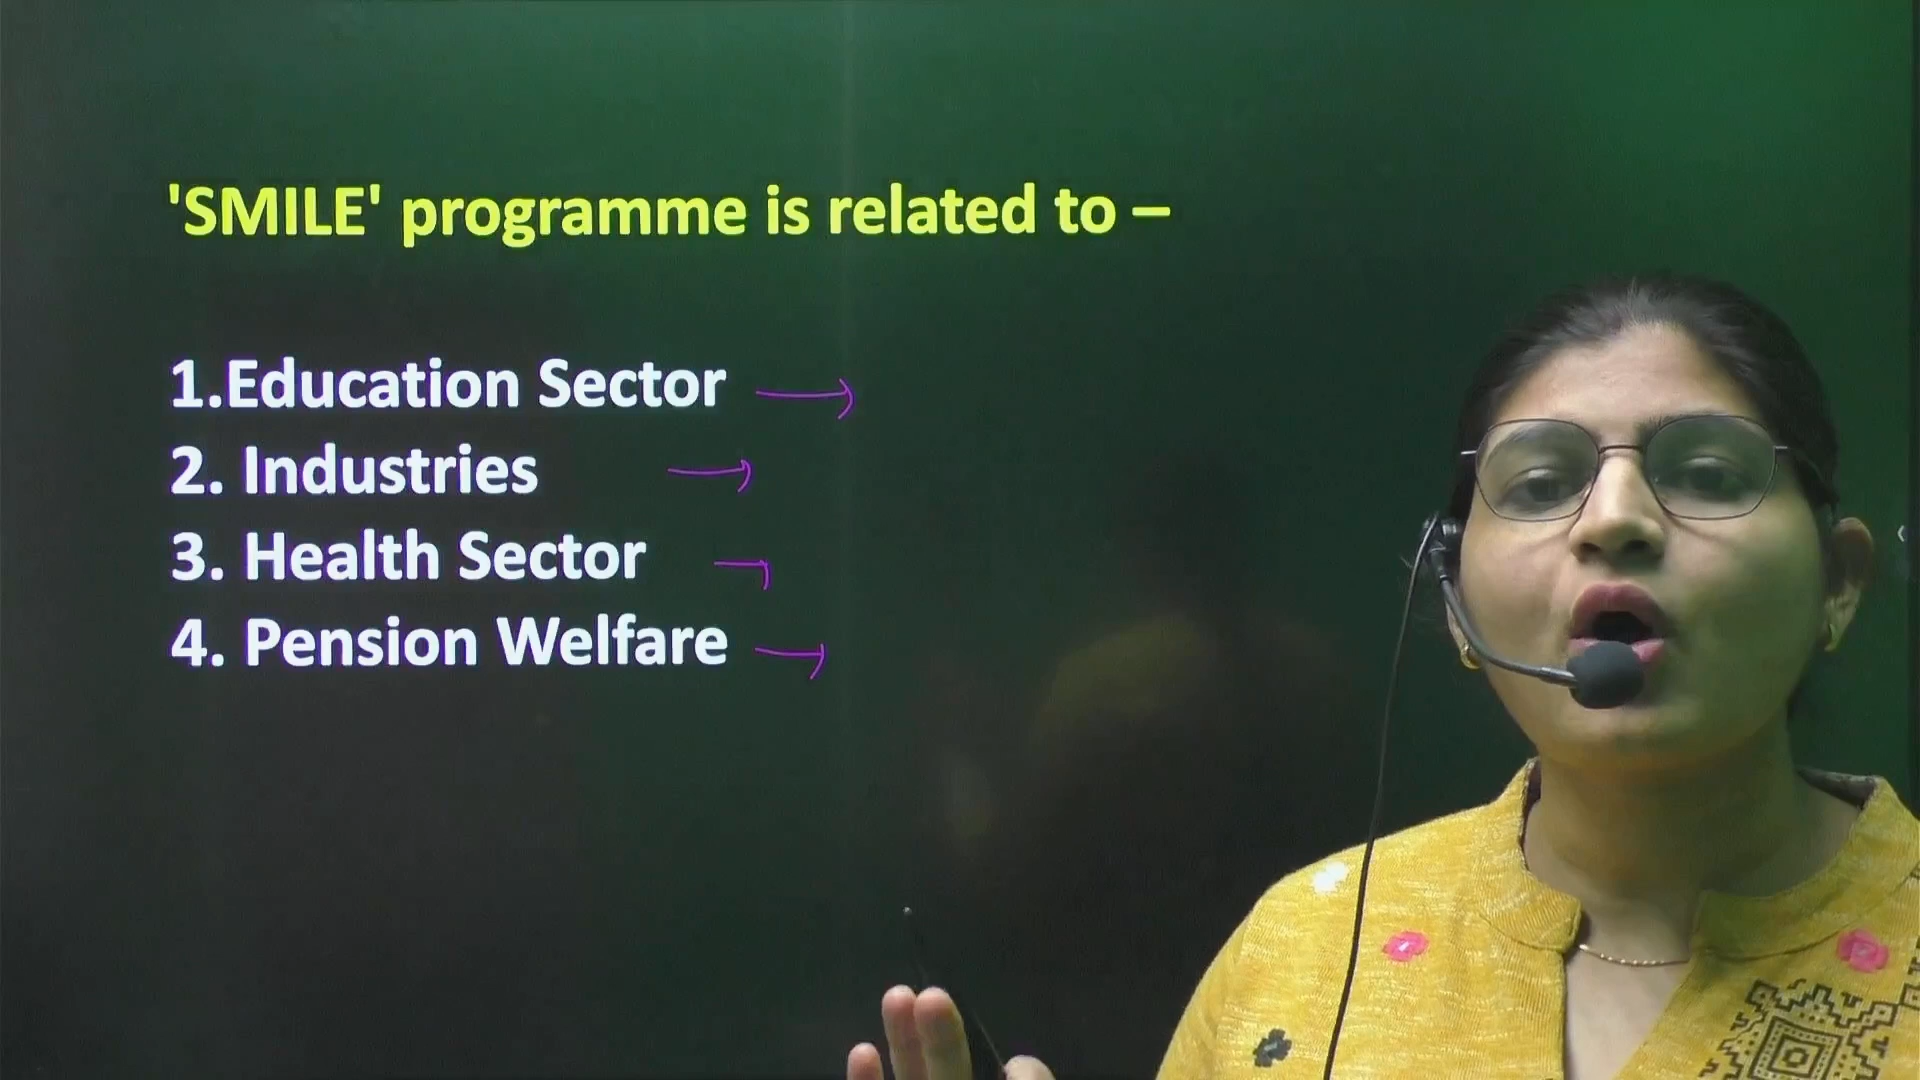 'SMILE' programme is related to –
1.Education Sector
2. Industries
3. Health Sector
4. Pension Welfare